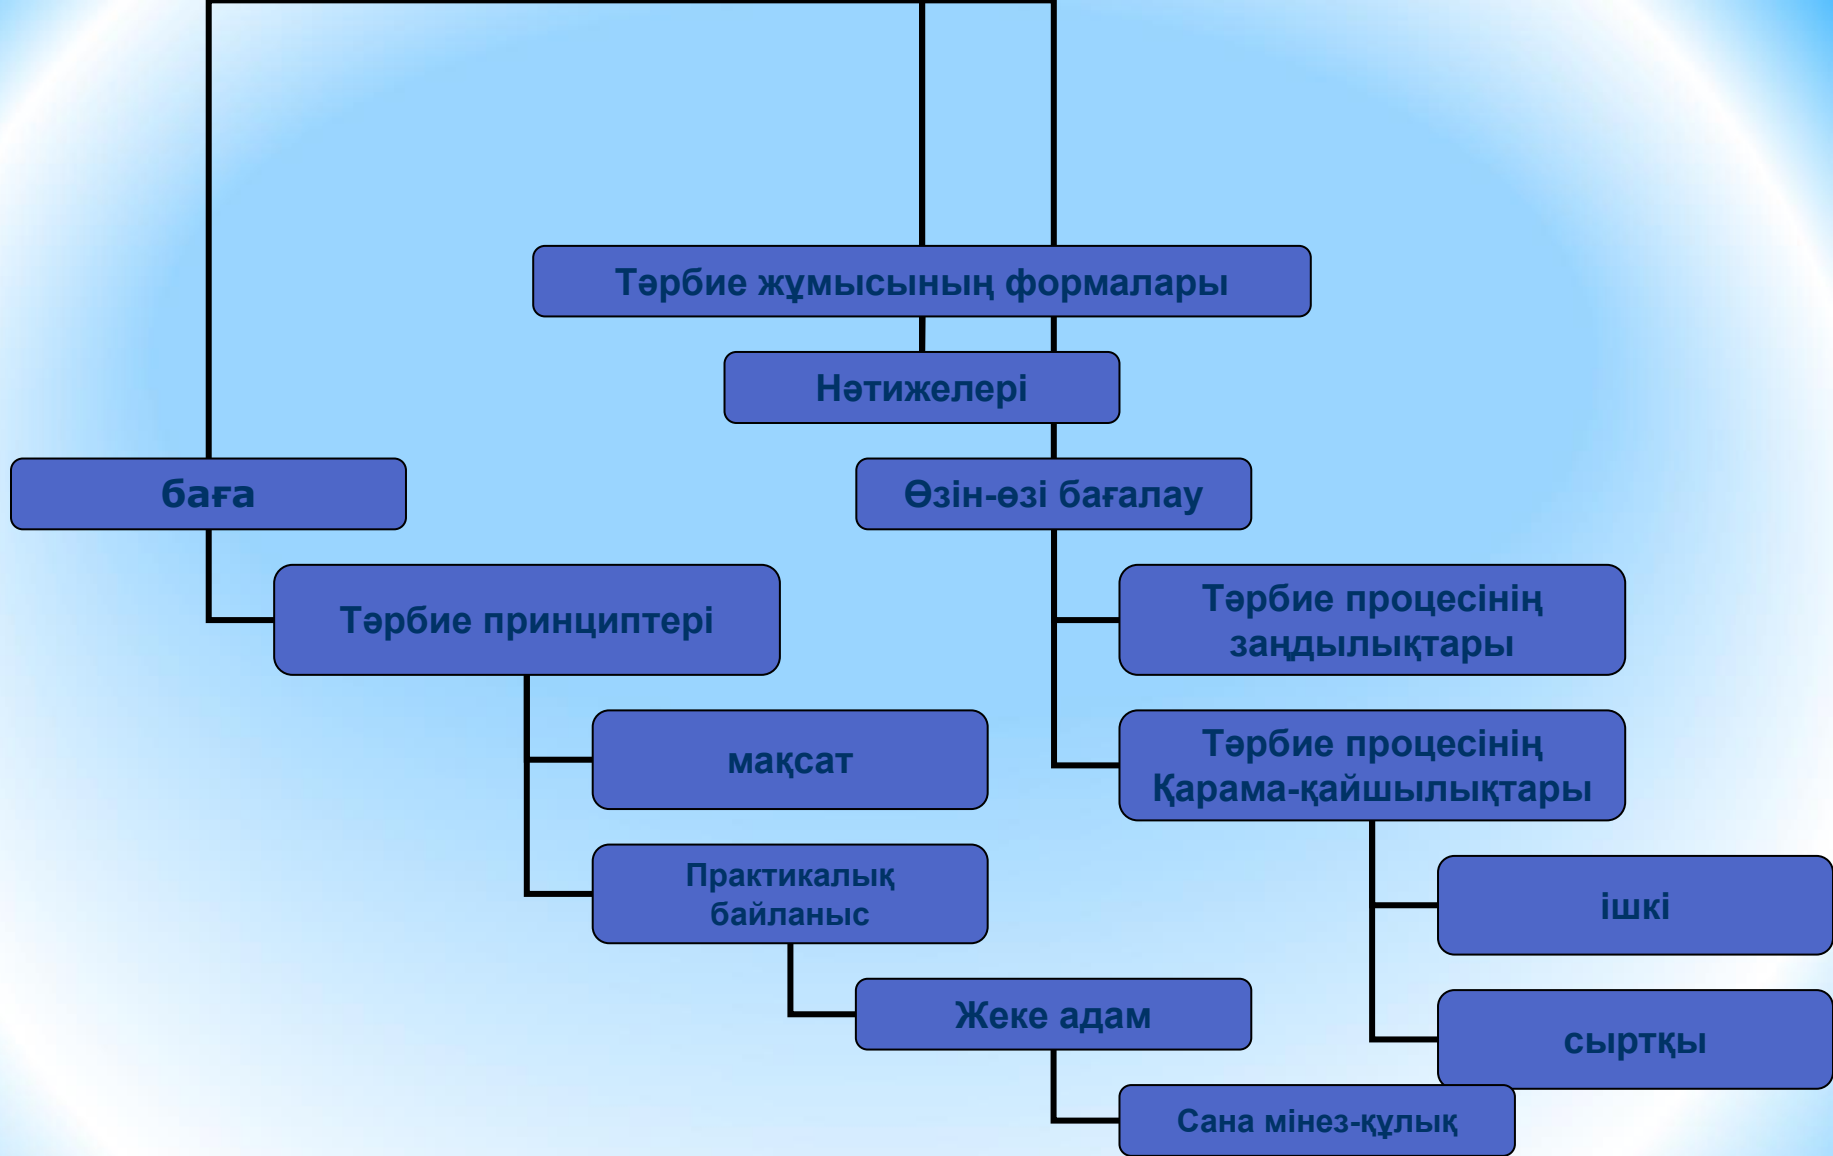 Тәрбие жұмысының формалары
Нәтижелері
баға
Өзін-өзі бағалау
Тәрбие принциптері
Тәрбие процесінің
заңдылықтары
мақсат
Тәрбие процесінің
Қарама-қайшылықтары
Практикалық
байланыс
ішкі
Жеке адам
сыртқы
Сана мінез-құлық